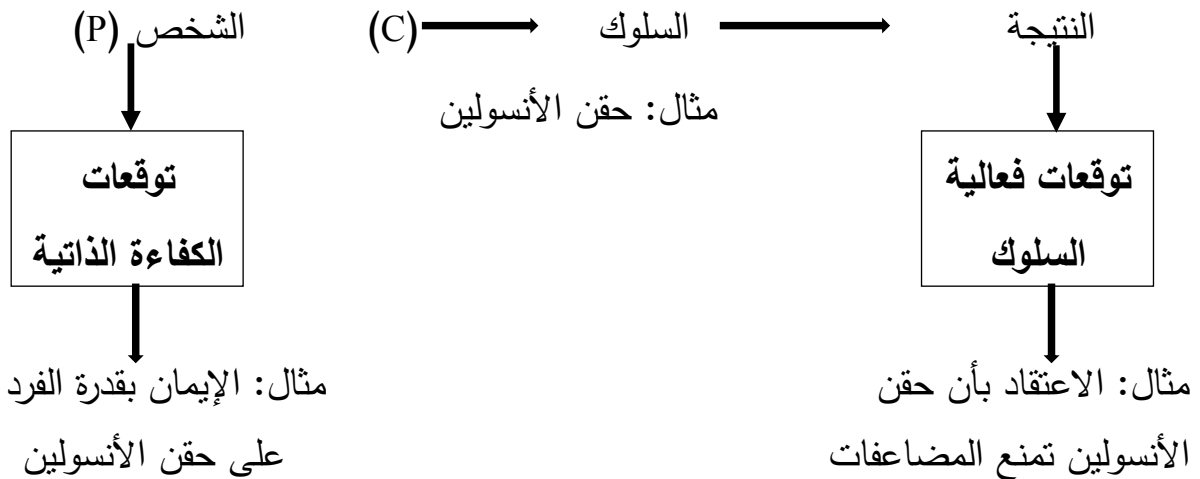 الشخص (P)
(C)
السلوك
النتيجة
مثال: حقن الأنسولين
توقعات
الكفاءة الذاتية
توقعات فعالية
السلوك
مثال: الإيمان بقدرة الفرد
على حقن الأنسولين
مثال: الاعتقاد بأن حقن
الأنسولين تمنع المضاعفات